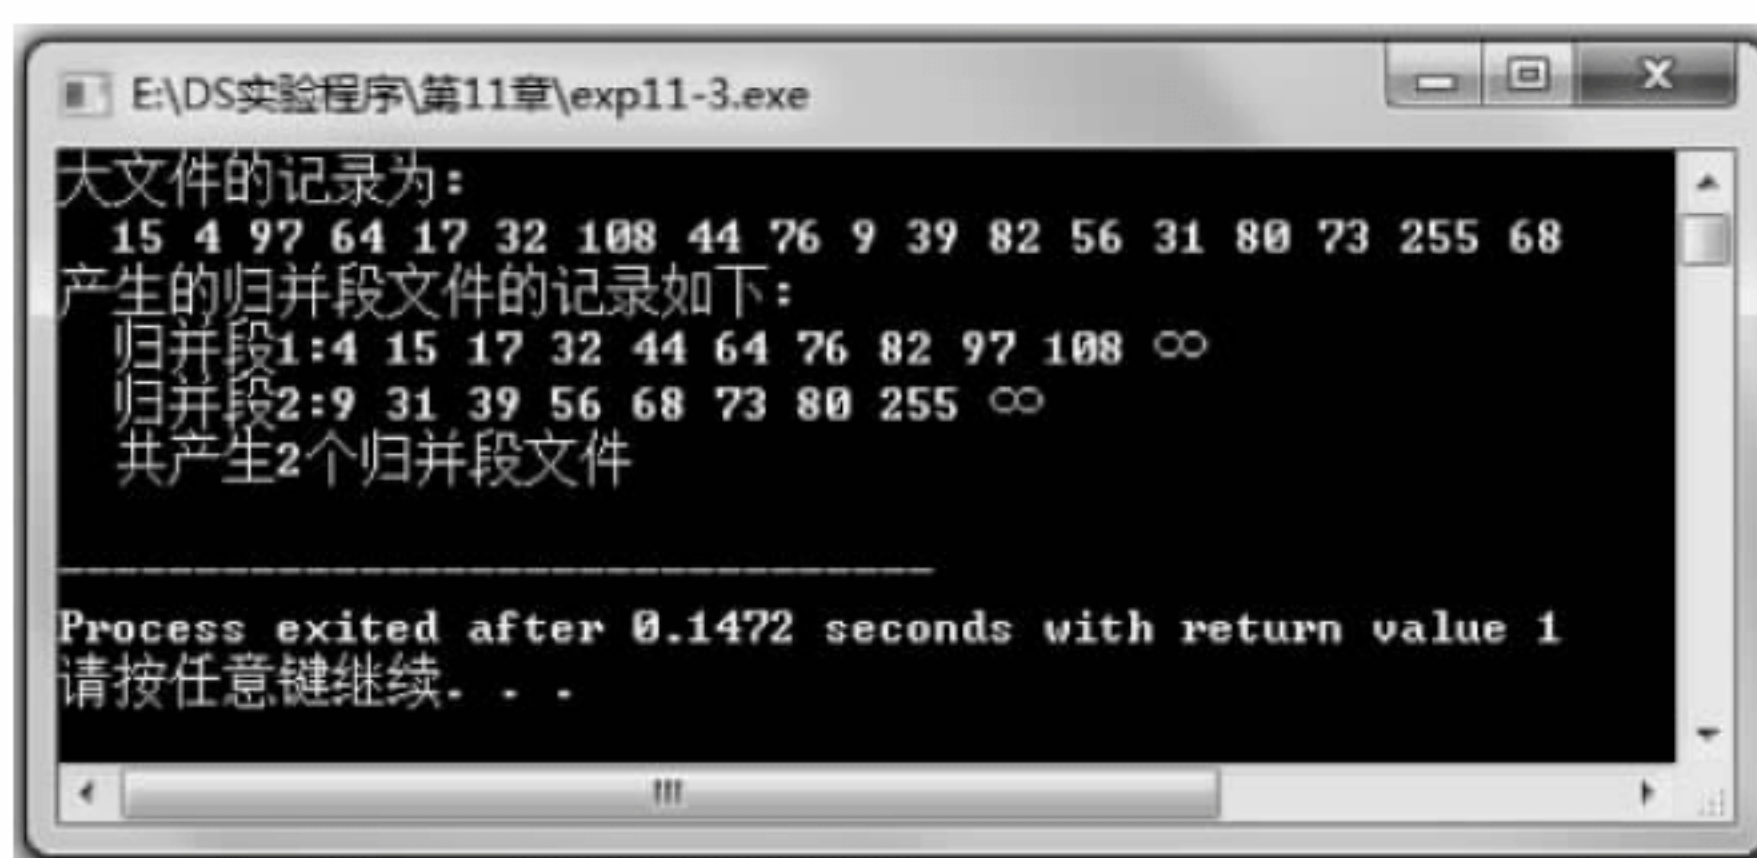 E:\DS实验程序\第11章\exp11-3.exe
大文件的记录为:
15 4 97 64 17 32 108 44 76 9 39 82 56 31 80 73 255 68
产生的归并段文件的记录如下:
归并段1:4 15 17 32 44 64 76 82 97 108 ∞
归并段2:9 31 39 56 68 73 80 255 ∞
共产生2个归并段文件
--------------------------------
Process exited after 0.1472 seconds with return value 1
请按任意键继续. . .